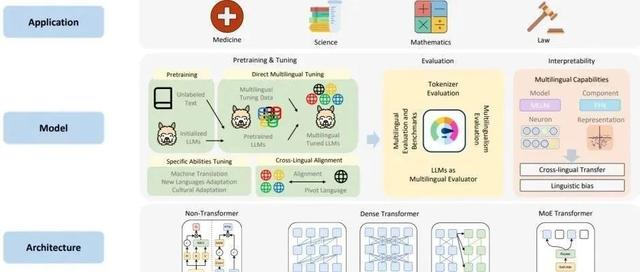 Application
Medicine
Science
Mathematics
Law
Model
Pretraining & Tuning
Evaluation
Interpretability
Pretraining
Direct Multilingual Tuning
Unlabeled
Text
Initialized
LLMs
Multilingual
Tuning Data
Pretrained
LLMs
Multilingual
Tuned LLMs
Specific Abilities Tuning
Machine Translation
New Languages Adaptation
Cultural Adaptation
Cross-Lingual Alignment
Alignment
Pivot Language
Tokenizer
Evaluation
Multilingual
Evaluation and
Benchmarks
Multilingualism
Evaluation
LLMs as
Multilingual Evaluator
Multilingual Capabilities
Model
MLLMs
Component
FFN
Neuron
Representation
Cross-lingual Transfer
Linguistic bias
Architecture
Non-Transformer
Dense Transformer
MoE Transformer